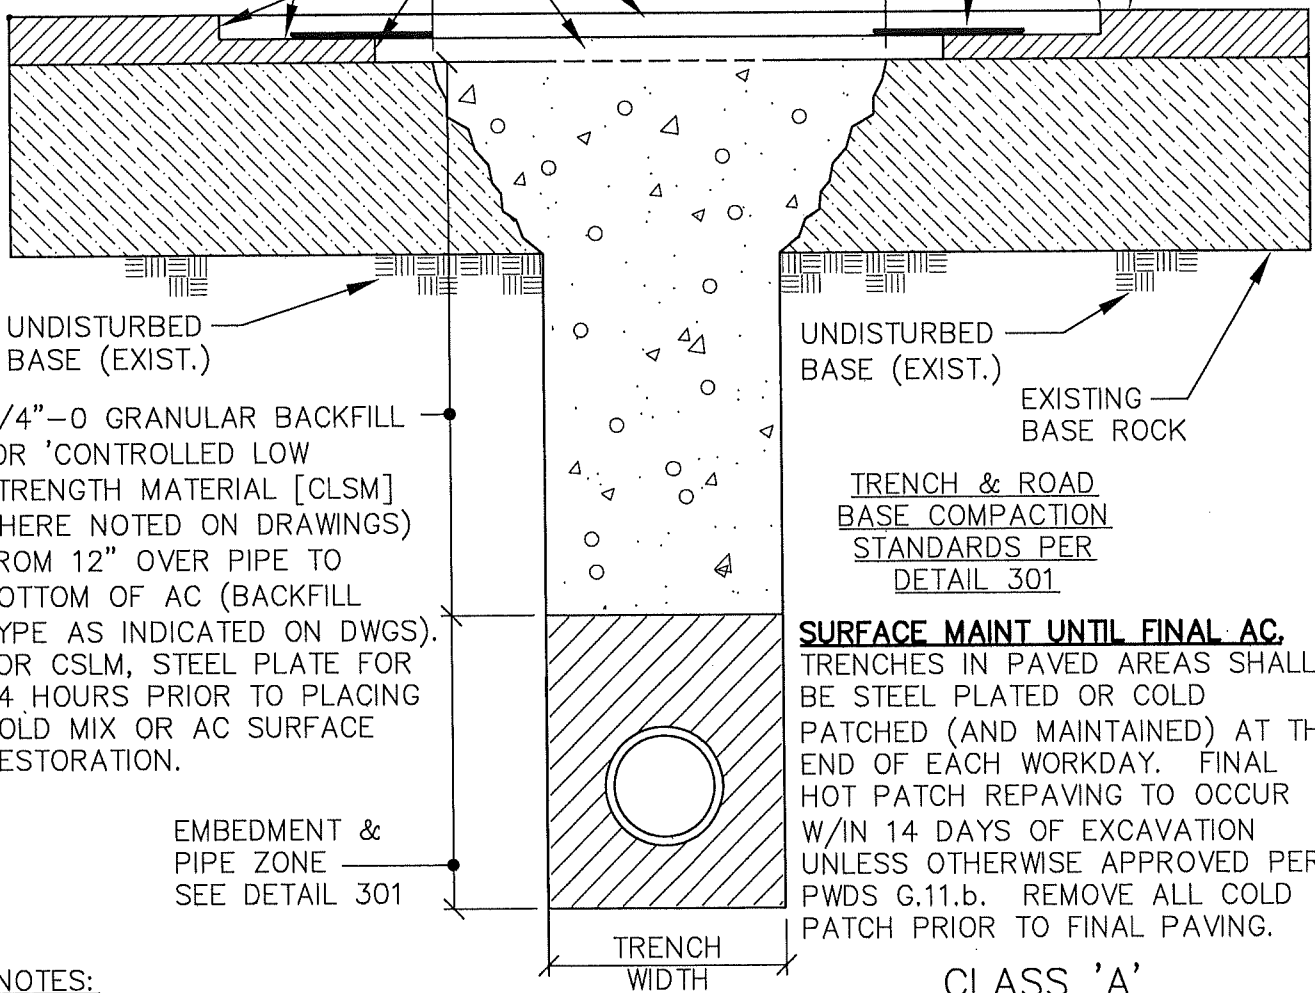 UNDISTURBED
BASE (EXIST.)
/4"-0 GRANULAR BACKFILL
OR 'CONTROLLED LOW
TRENGTH MATERIAL [CLSM]
HERE NOTED ON DRAWINGS)
ROM 12" OVER PIPE TO
OTTOM OF AC (BACKFILL
YPE AS INDICATED ON DWGS).
OR CSLM, STEEL PLATE FOR
4 HOURS PRIOR TO PLACING
OLD MIX OR AC SURFACE
ESTORATION.
EMBEDMENT &
PIPE ZONE
SEE DETAIL 301
NOTES:
TRENCH
WIDTH
UNDISTURBED
BASE (EXIST.)
EXISTING
BASE ROCK
TRENCH & ROAD
BASE COMPACTION
STANDARDS PER
DETAIL 301
SURFACE MAINT UNTIL FINAL AC.
TRENCHES IN PAVED AREAS SHALL
BE STEEL PLATED OR COLD
PATCHED (AND MAINTAINED) AT TH
END OF EACH WORKDAY. FINAL
HOT PATCH REPAVING TO OCCUR
W/IN 14 DAYS OF EXCAVATION
UNLESS OTHERWISE APPROVED PER
PWDS G.11.b. REMOVE ALL COLD
PATCH PRIOR TO FINAL PAVING.
CLASS 'A'